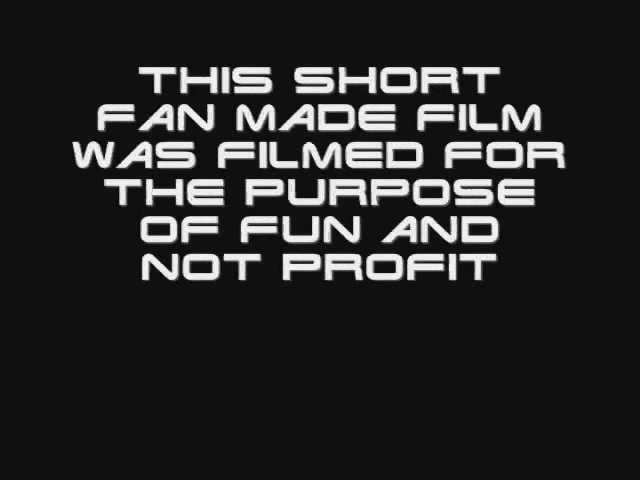 THIS SHORT
FAN MADE FILM
WAS FILMED FOR
THE PURPOSE
OF FUN AND
NOT PROFIT